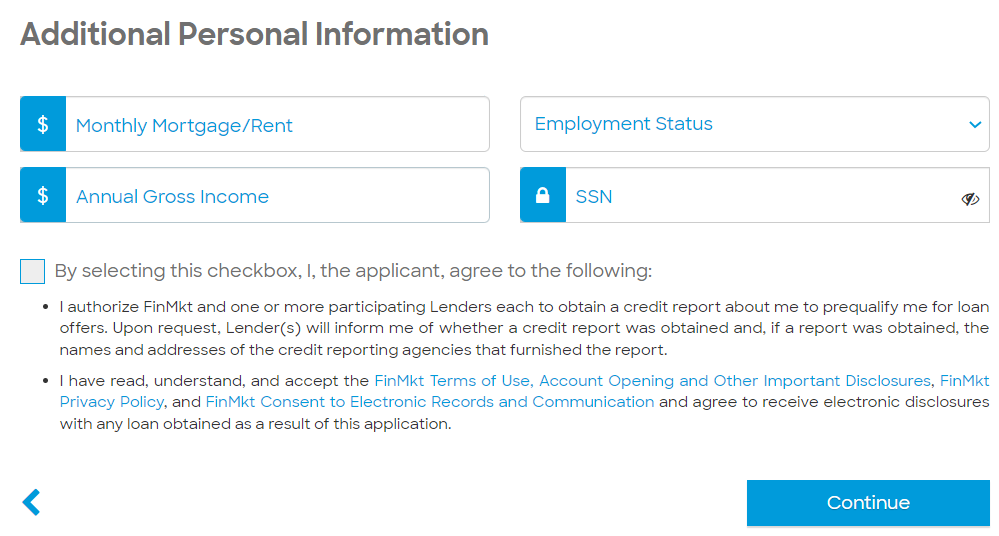 Additional Personal Information
$ Monthly Mortgage/Rent
Employment Status
$ Annual Gross Income
SSN
By selecting this checkbox, I, the applicant, agree to the following:
• I authorize FinMkt and one or more participating Lenders each to obtain a credit report about me to prequalify me for loan
offers. Upon request, Lender(s) will inform me of whether a credit report was obtained and, if a report was obtained, the
names and addresses of the credit reporting agencies that furnished the report.
• I have read, understand, and accept the FinMkt Terms of Use, Account Opening and Other Important Disclosures, FinMkt
Privacy Policy, and FinMkt Consent to Electronic Records and Communication and agree to receive electronic disclosures
with any loan obtained as a result of this application.
Continue